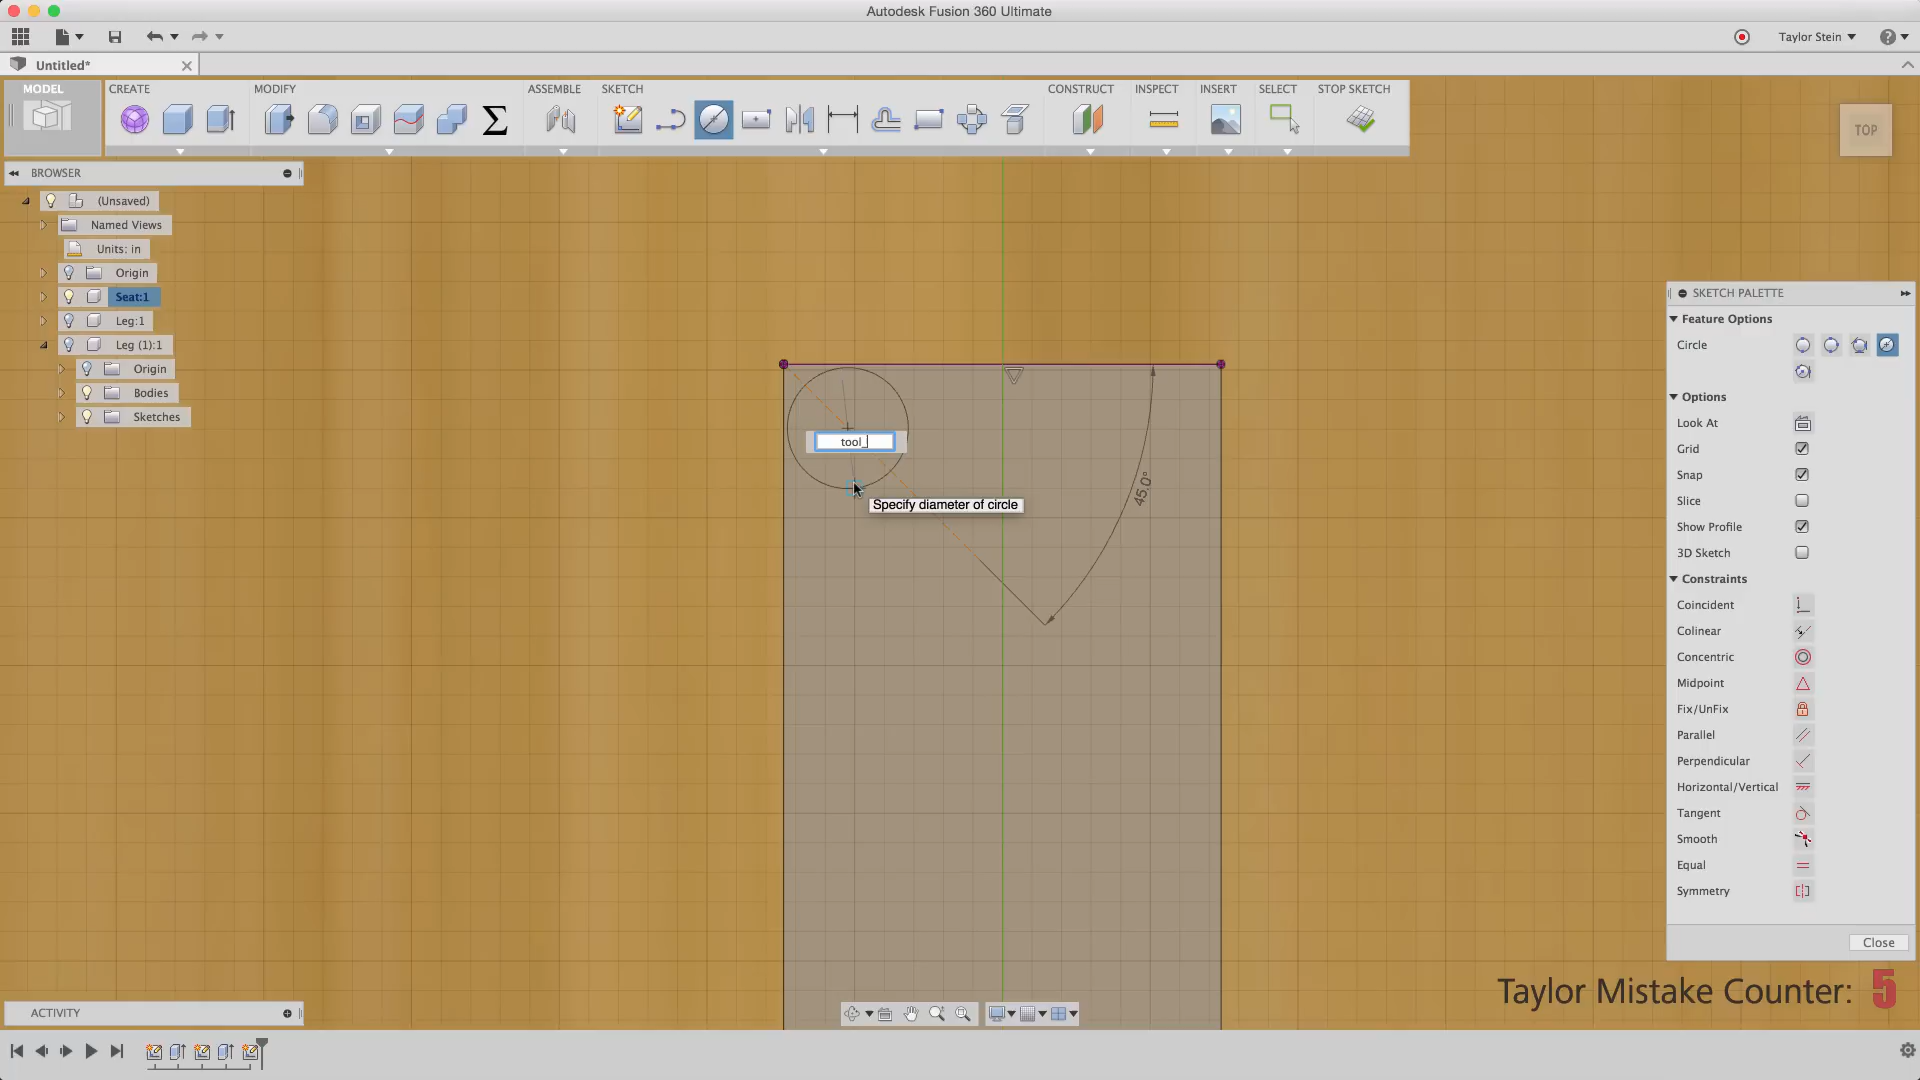 Autodesk Fusion 360 Ultimate
Taylor Stein
Untitled*
MODEL
CREATE
MODIFY
ASSEMBLE
SKETCH
CONSTRUCT
INSPECT
INSERT
SELECT
STOP SKETCH
TOP
BROWSER
(Unsaved)
Named Views
Units: in
Origin
Seat:1
Leg:1
Leg (1):1
Origin
Bodies
Sketches
tool_
Specify diameter of circle
45.0°
SKETCH PALETTE
Feature Options
Circle
Options
Look At
Grid
Snap
Slice
Show Profile
3D Sketch
Constraints
Coincident
Colinear
Concentric
Midpoint
Fix/UnFix
Parallel
Perpendicular
Horizontal/Vertical
Tangent
Smooth
Equal
Symmetry
Close
Taylor Mistake Counter: 5
ACTIVITY